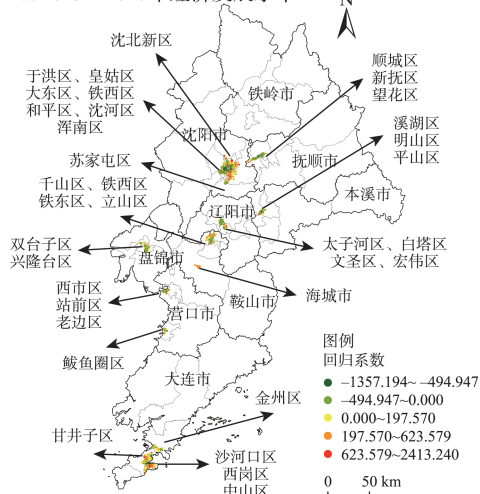 N
沈北新区
于洪区、皇姑区
大东区、铁西区
和平区、沈河区
浑南区
顺城区
新抚区
望花区
铁岭市
沈阳市
溪湖区
明山区
平山区
苏家屯区
抚顺市
千山区、铁西区
铁东区、立山区
本溪市
辽阳市
双台子区
兴隆台区
盘锦市
太子河区、白塔区
文圣区、宏伟区
西市区
站前区
老边区
鞍山市
海城市
营口市
鲅鱼圈区
大连市
金州区
甘井子区
沙河口区
西岗区
中山区
图例
回归系数
–1357.194~ –494.947
–494.947~0.000
0.000~197.570
197.570~623.579
623.579~2413.240
0 50 km